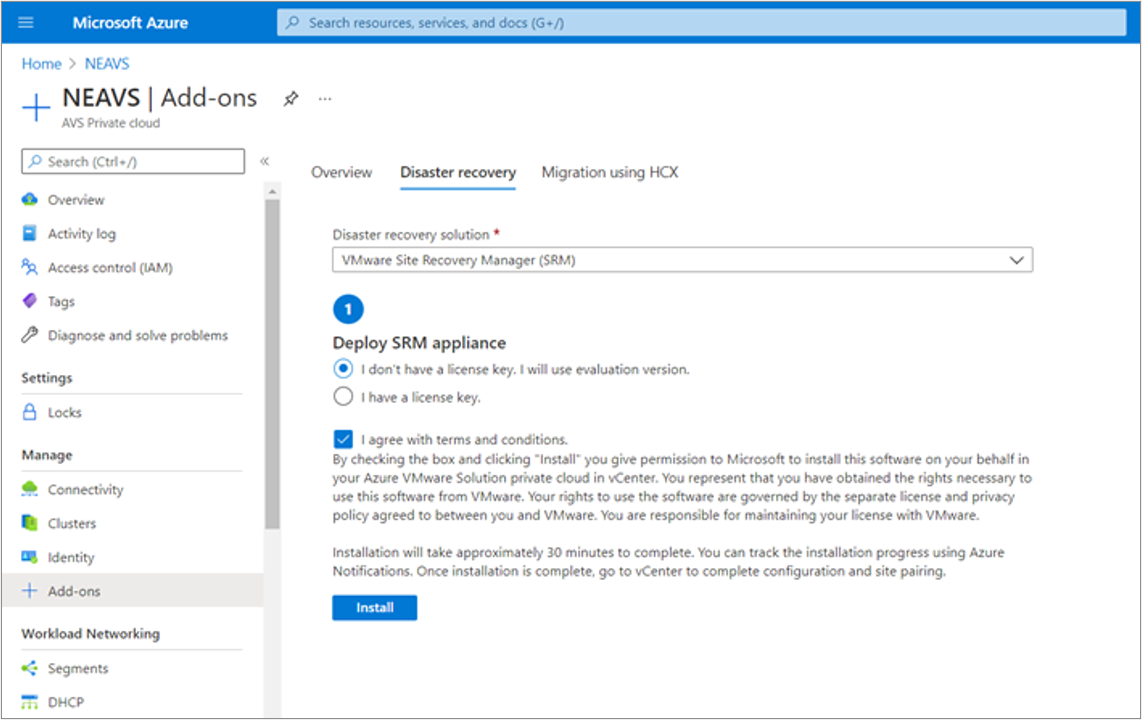 Microsoft Azure
Search resources, services, and docs (G+/)
Home > NEAVS
NEAVS | Add-ons
...
AVS Private cloud
Search (Ctrl+/)
«
Overview
Activity log
Access control (IAM)
Tags
Diagnose and solve problems
Settings
Locks
Manage
Connectivity
Clusters
Identity
Add-ons
Workload Networking
Segments
DHCP
Overview
Disaster recovery
Migration using HCX
Disaster recovery solution *
VMware Site Recovery Manager (SRM)
1
Deploy SRM appliance
I don't have a license key. I will use evaluation version.
I have a license key.
I agree with terms and conditions.
By checking the box and clicking "Install" you give permission to Microsoft to install this software on your behalf in
your Azure VMware Solution private cloud in vCenter. You represent that you have obtained the rights necessary to
use this software from VMware. Your rights to use the software are governed by the separate license and privacy
policy agreed to between you and VMware. You are responsible for maintaining your license with VMware.
Installation will take approximately 30 minutes to complete. You can track the installation progress using Azure
Notifications. Once installation is complete, go to vCenter to complete configuration and site pairing.
Install